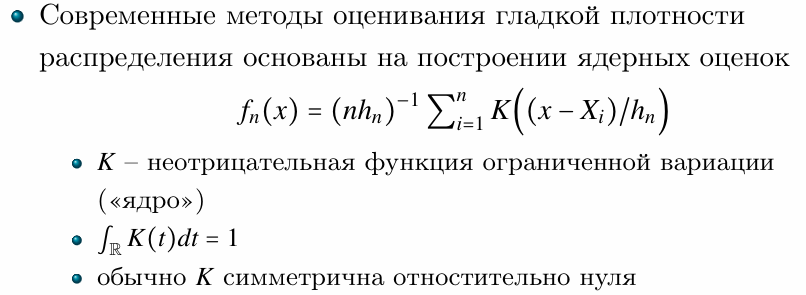 Современные методы оценивания гладкой плотности
распределения основаны на построении ядерных оценок
fₙ(x) = (nhₙ)⁻¹ ∑ⁿᵢ₌₁ K((x − Xᵢ)/hₙ)
K – неотрицательная функция ограниченной вариации
(«ядро»)
∫ℝ K(t)dt = 1
обычно K симметрична отностительно нуля